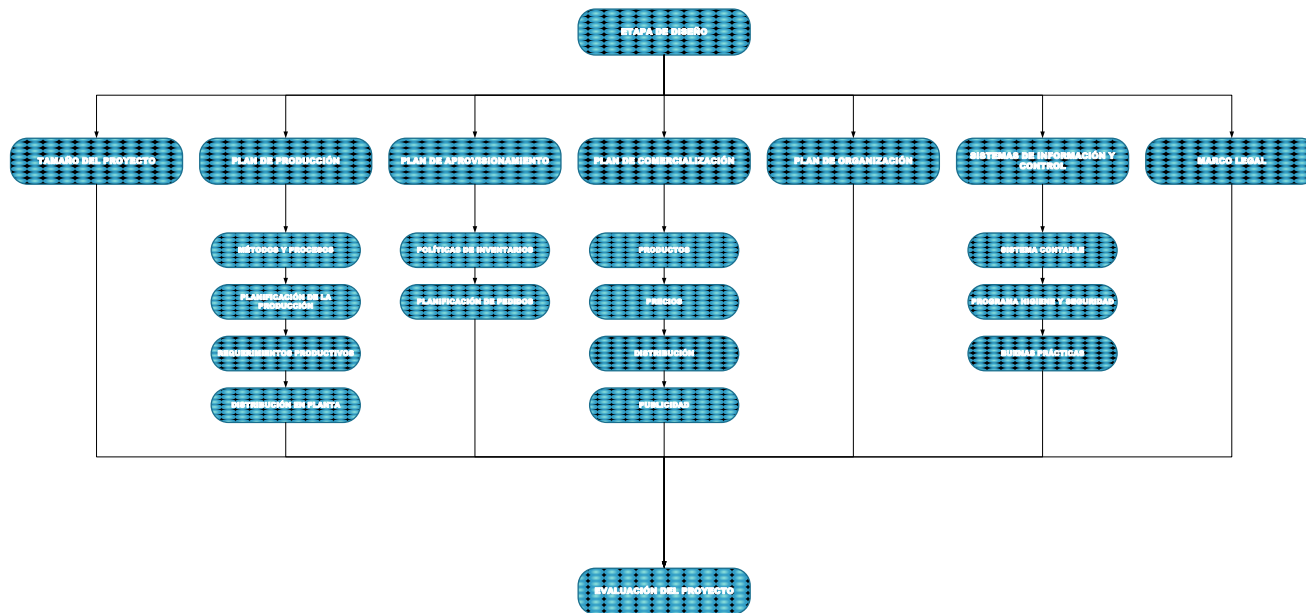 ETAPA DE DISEÑO
TAMAÑO DEL PROYECTO
PLAN DE PRODUCCIÓN
PLAN DE APROVISIONAMIENTO
PLAN DE COMERCIALIZACIÓN
PLAN DE ORGANIZACIÓN
SISTEMAS DE INFORMACIÓN Y
CONTROL
MARCO LEGAL
MÉTODOS Y PROCESOS
PLANIFICACIÓN DE LA
PRODUCCIÓN
REQUERIMIENTOS PRODUCTIVOS
DISTRIBUCIÓN EN PLANTA
POLÍTICAS DE INVENTARIOS
PLANIFICACIÓN DE PEDIDOS
PRODUCTOS
PRECIOS
DISTRIBUCIÓN
PUBLICIDAD
SISTEMA CONTABLE
PROGRAMA HIGIENE Y SEGURIDAD
BUENAS PRÁCTICAS
EVALUACIÓN DEL PROYECTO